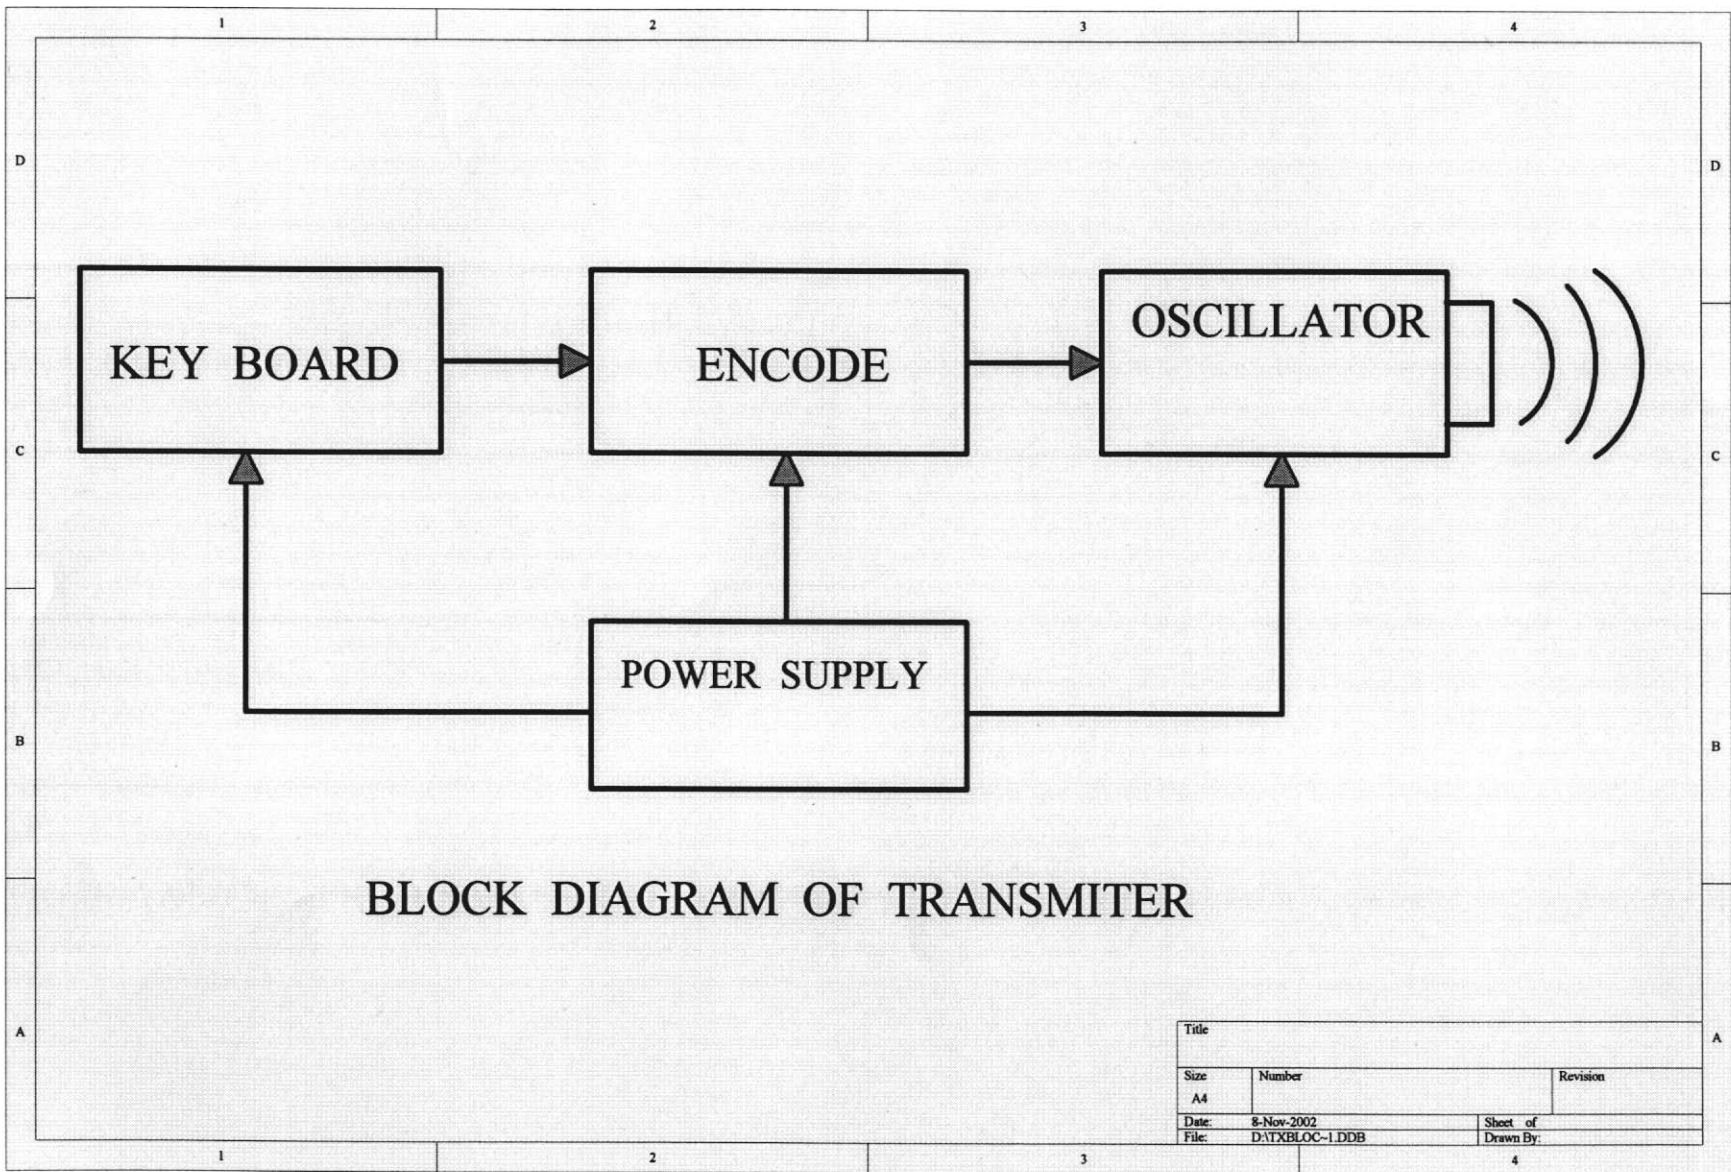 1 2 3 4
D D
KEY BOARD ENCODE OSCILLATOR
C C
POWER SUPPLY
B B
BLOCK DIAGRAM OF TRANSMITER
A A
Title
Size Number Revision
A4
Date: 8-Nov-2002 Sheet of
File: D:\TXBLOC~1.DDB Drawn By:
1 2 3 4